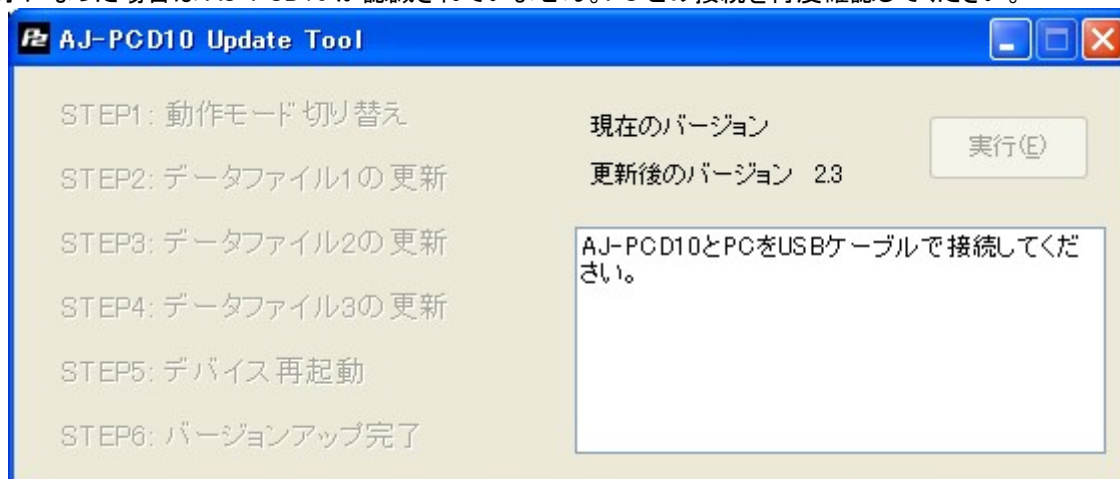 AJ-PCD10 Update Tool
STEP1: 動作モード切り替え
STEP2: データファイル1の更新
STEP3: データファイル2の更新
STEP4: データファイル3の更新
STEP5: デバイス再起動
STEP6: バージョンアップ完了
現在のバージョン
更新後のバージョン 2.3
実行(E)
AJ-PCD10とPCをUSBケーブルで接続してくだ
さい。